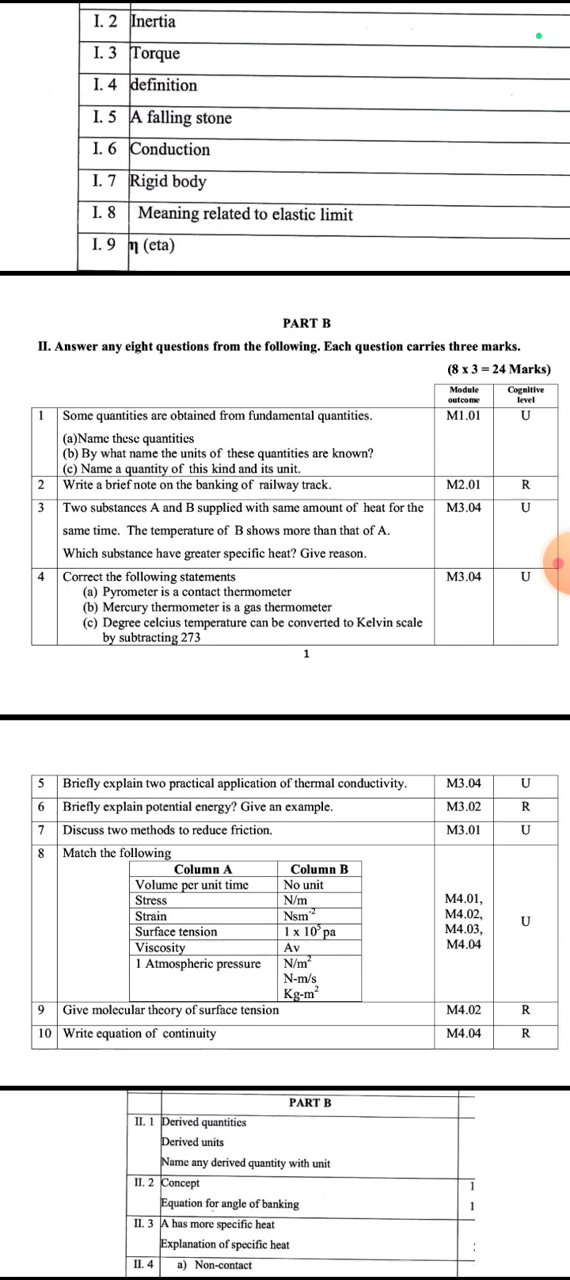 I. 2 Inertia
I. 3 Torque
I. 4 definition
I. 5 A falling stone
I. 6 Conduction
I. 7 Rigid body
I. 8 Meaning related to elastic limit
I. 9 η (eta)
PART B
II. Answer any eight questions from the following. Each question carries three marks.
(8 x 3 = 24 Marks)
Module outcome Cognitive level
1 Some quantities are obtained from fundamental quantities. M1.01 U
(a)Name these quantities
(b) By what name the units of these quantities are known?
(c) Name a quantity of this kind and its unit.
2 Write a brief note on the banking of railway track. M2.01 R
3 Two substances A and B supplied with same amount of heat for the M3.04 U
same time. The temperature of B shows more than that of A.
Which substance have greater specific heat? Give reason.
4 Correct the following statements M3.04 U
(a) Pyrometer is a contact thermometer
(b) Mercury thermometer is a gas thermometer
(c) Degree celcius temperature can be converted to Kelvin scale
by subtracting 273
1
5 Briefly explain two practical application of thermal conductivity. M3.04 U
6 Briefly explain potential energy? Give an example. M3.02 R
7 Discuss two methods to reduce friction. M3.01 U
8 Match the following
Column A Column B
Volume per unit time No unit
Stress N/m M4.01,
Strain Nsm⁻² M4.02, U
Surface tension 1 x 10⁵ pa M4.03,
Viscosity Av M4.04
1 Atmospheric pressure N/m²
N-m/s
Kg-m²
9 Give molecular theory of surface tension M4.02 R
10 Write equation of continuity M4.04 R
PART B
II. 1 Derived quantities
Derived units
Name any derived quantity with unit
II. 2 Concept 1
Equation for angle of banking 1
II. 3 A has more specific heat
Explanation of specific heat
II. 4 a) Non-contact